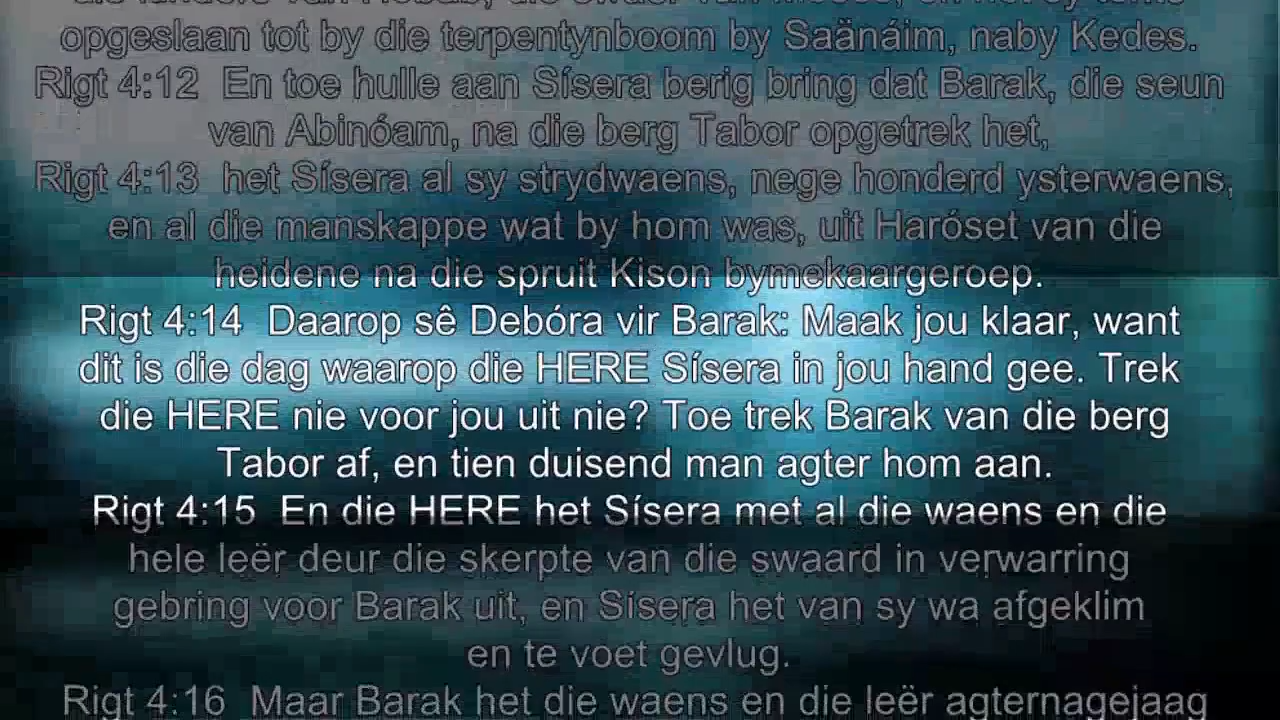 opgeslaan tot by die terpentynboom by Saänáim, naby Kedes.
Rigt 4:12 En toe hulle aan Sísera berig bring dat Barak, die seun
van Abinóam, na die berg Tabor opgetrek het,
Rigt 4:13 het Sísera al sy strydwaens, nege honderd ysterwaens,
en al die manskappe wat by hom was, uit Haróset van die
heidene na die spruit Kison bymekaargeroep.
Rigt 4:14 Daarop sê Debóra vir Barak: Maak jou klaar, want
dit is die dag waarop die HERE Sísera in jou hand gee. Trek
die HERE nie voor jou uit nie? Toe trek Barak van die berg
Tabor af, en tien duisend man agter hom aan.
Rigt 4:15 En die HERE het Sísera met al die waens en die
hele leër deur die skerpte van die swaard in verwarring
gebring voor Barak uit, en Sísera het van sy wa afgeklim
en te voet gevlug.
Rigt 4:16 Maar Barak het die waens en die leër agternagejaag